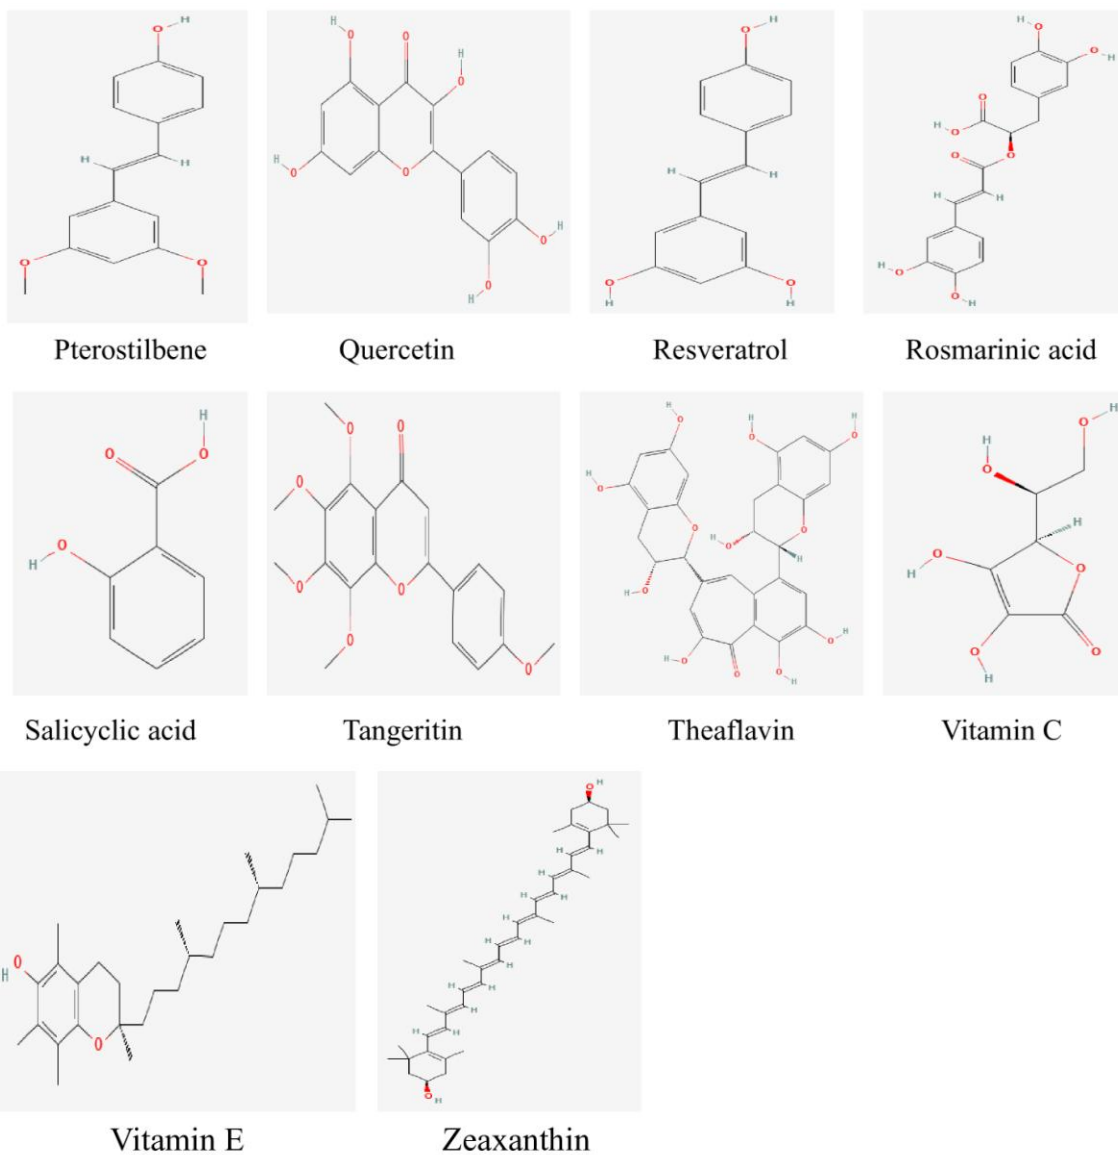 Pterostilbene Quercetin Resveratrol Rosmarinic acid
Salicyclic acid Tangeritin Theaflavin Vitamin C
Vitamin E Zeaxanthin